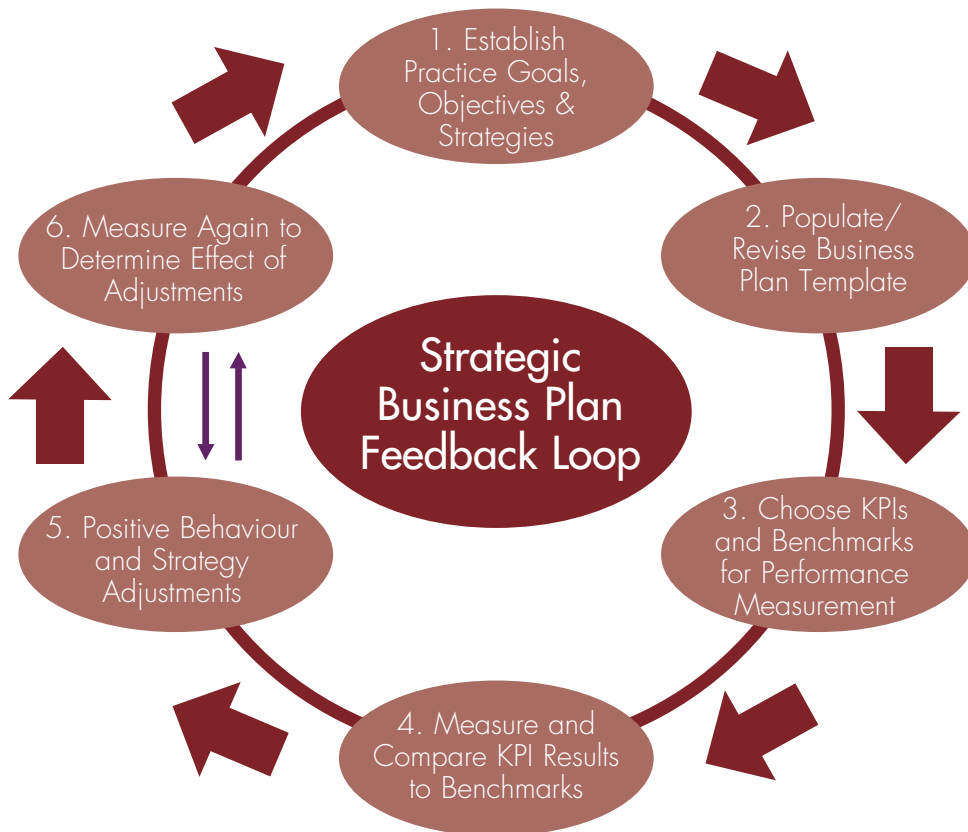 1. Establish
Practice Goals,
Objectives &
Strategies
2. Populate/
Revise Business
Plan Template
3. Choose KPIs
and Benchmarks
for Performance
Measurement
4. Measure and
Compare KPI Results
to Benchmarks
5. Positive Behaviour
and Strategy
Adjustments
6. Measure Again to
Determine Effect of
Adjustments
Strategic
Business Plan
Feedback Loop